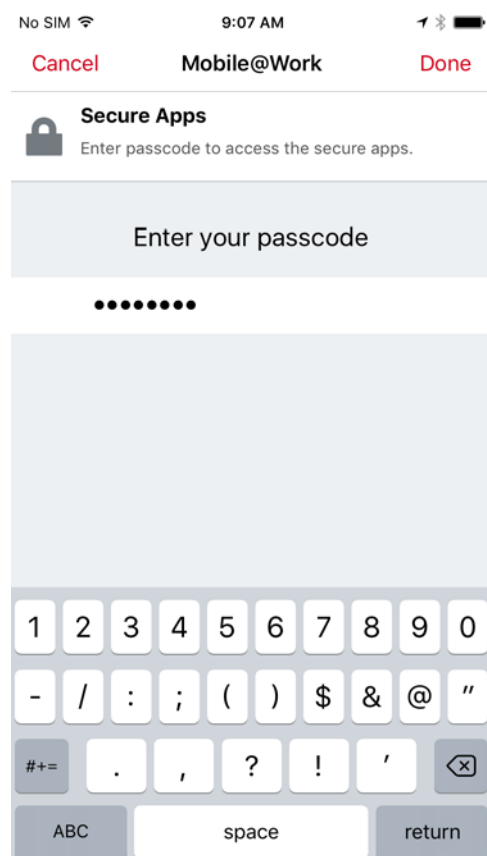 No SIM 9:07 AM
Cancel Mobile@Work Done
Secure Apps
Enter passcode to access the secure apps.
Enter your passcode
••••••••
1 2 3 4 5 6 7 8 9 0
- / : ; ( ) $ & @ "
#+= . , ? ! '
ABC space return